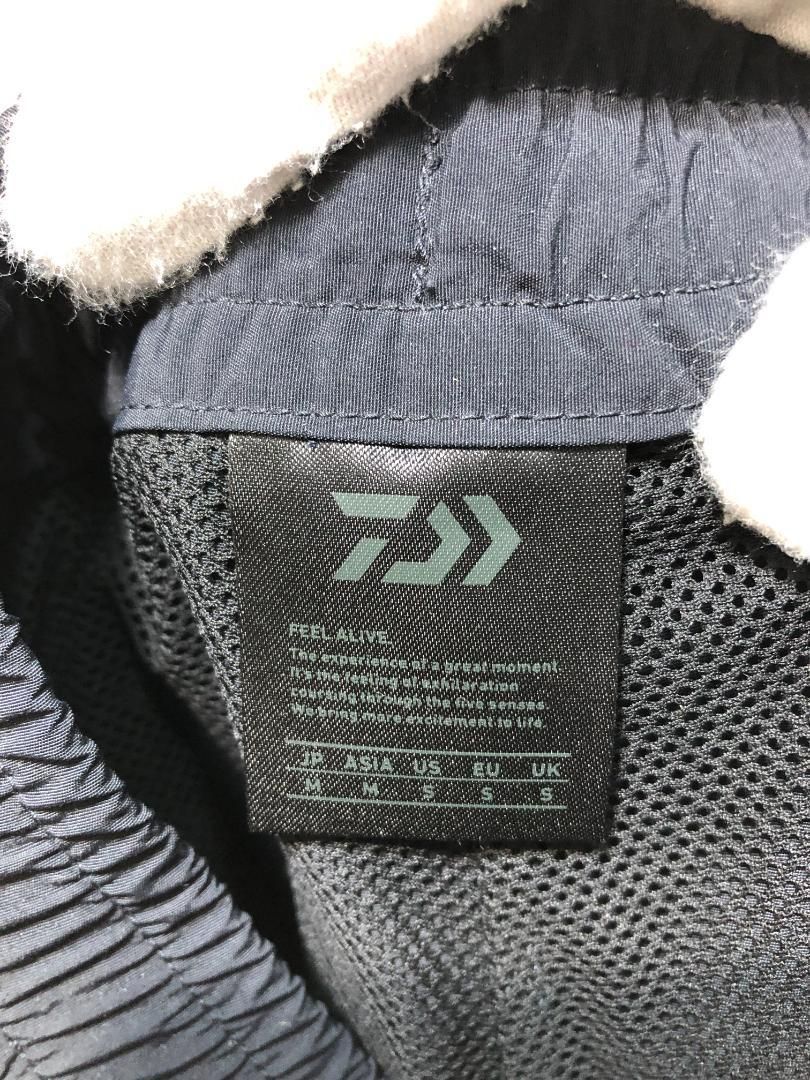 FEEL ALIVE.
The experience of a great moment.
It's the feeling of exhilaration
coursing through the five senses.
We bring more excitement to life.
JP ASIA US EU UK
M M S S S